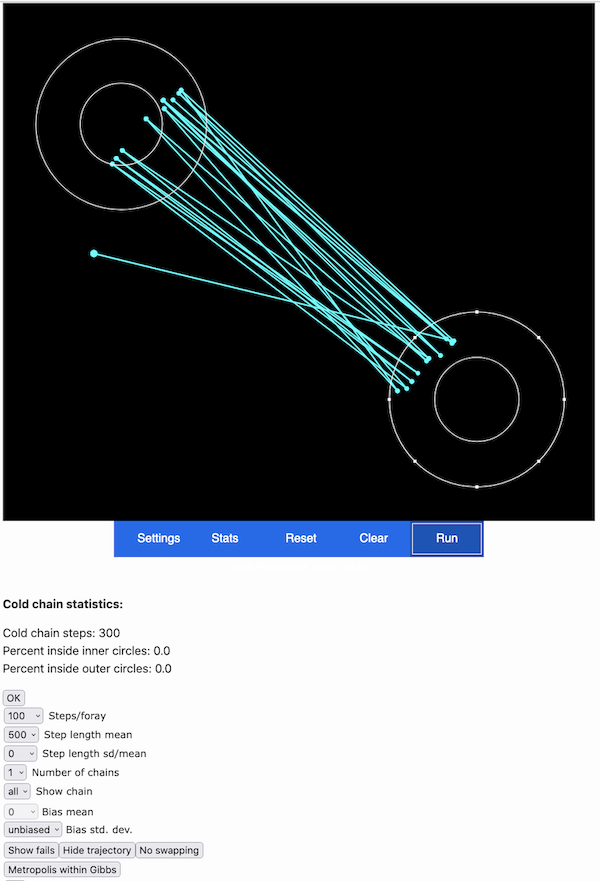 Settings Stats Reset Clear Run
Cold chain statistics:
Cold chain steps: 300
Percent inside inner circles: 0.0
Percent inside outer circles: 0.0
OK
100 Steps/foray
500 Step length mean
0 Step length sd/mean
1 Number of chains
all Show chain
0 Bias mean
unbiased Bias std. dev.
Show fails Hide trajectory No swapping
Metropolis within Gibbs